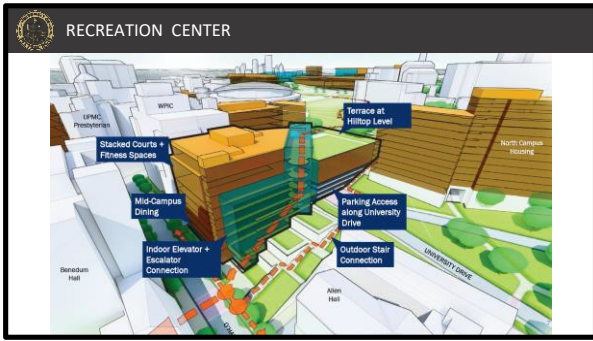 RECREATION CENTER
UPMC
Presbyterian
WPIC
Terrace at
Hilltop Level
Stacked Courts +
Fitness Spaces
North Campus
Housing
Mid-Campus
Dining
Parking Access
along University
Drive
Indoor Elevator +
Escalator
Connection
Outdoor Stair
Connection
UNIVERSITY DRIVE
Benedum
Hall
Allen
Hall